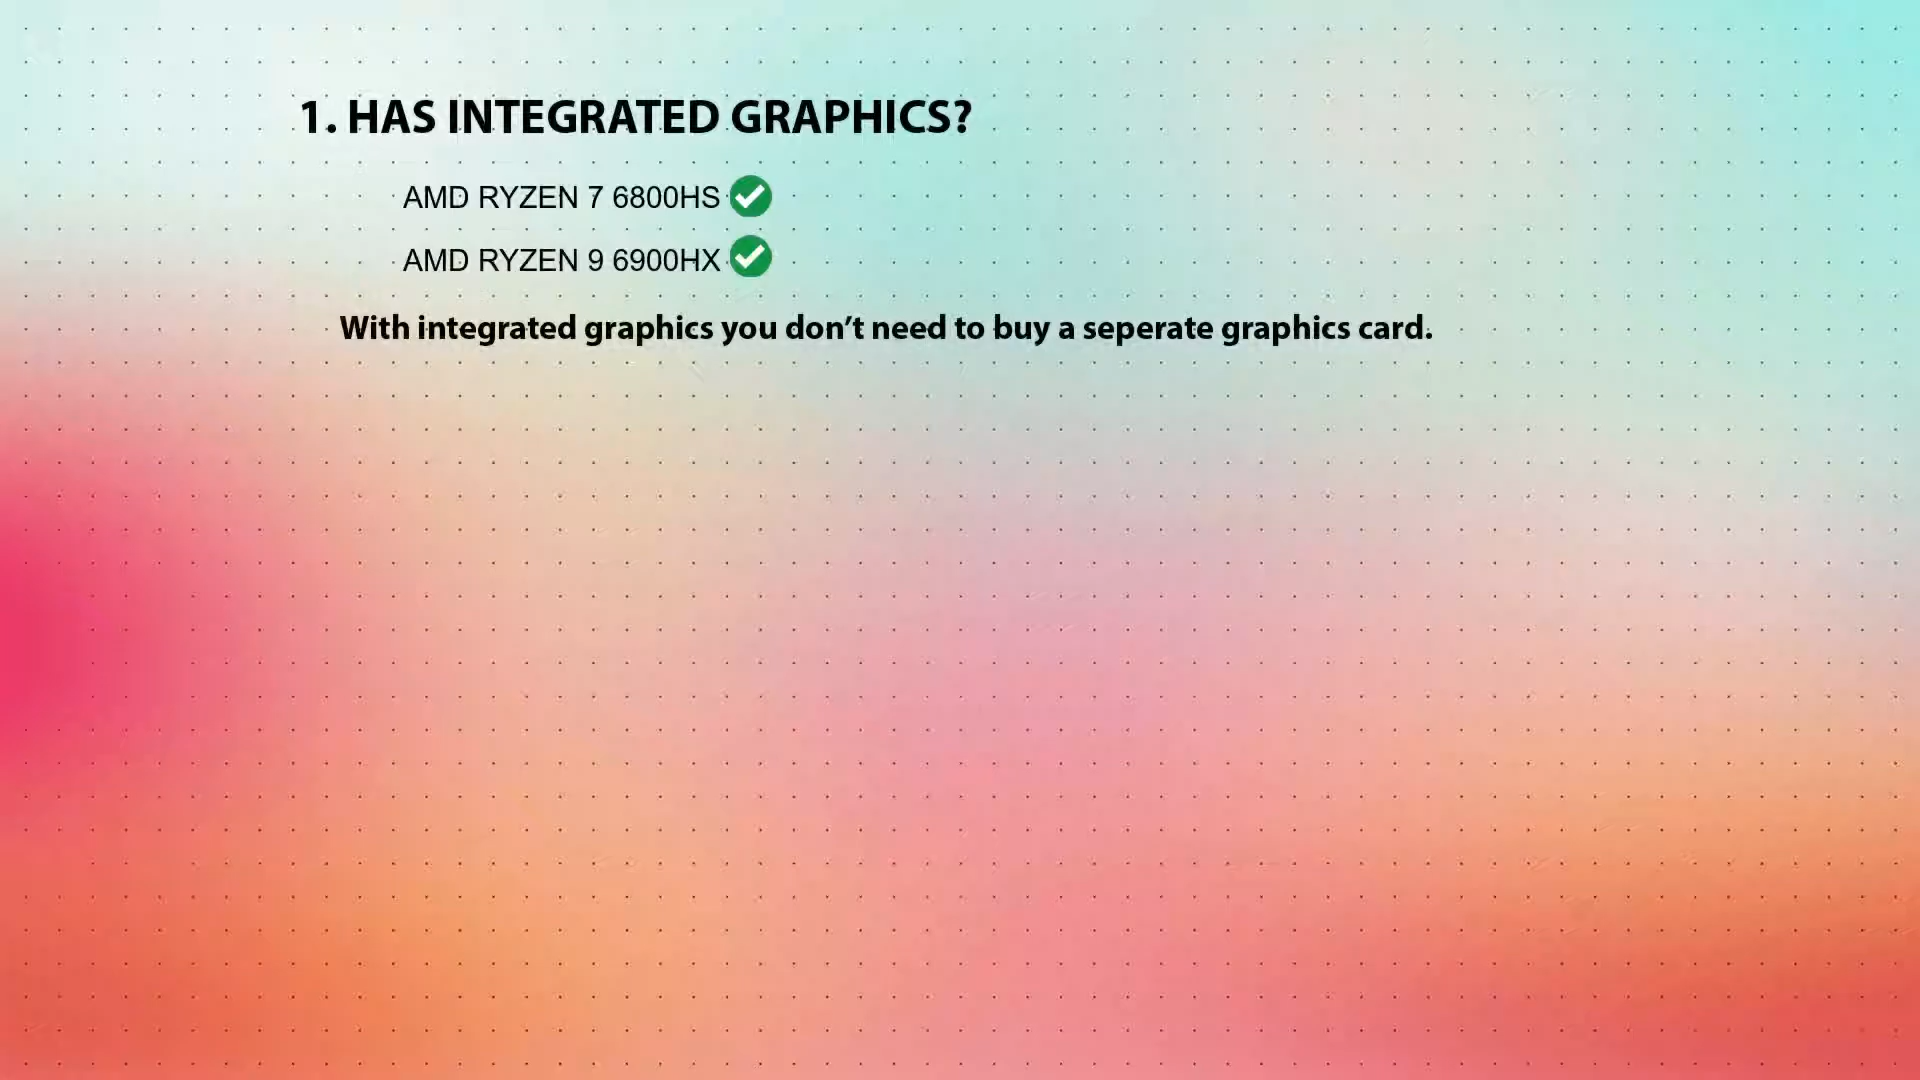 1. HAS INTEGRATED GRAPHICS?
AMD RYZEN 7 6800HS
AMD RYZEN 9 6900HX
With integrated graphics you don’t need to buy a seperate graphics card.